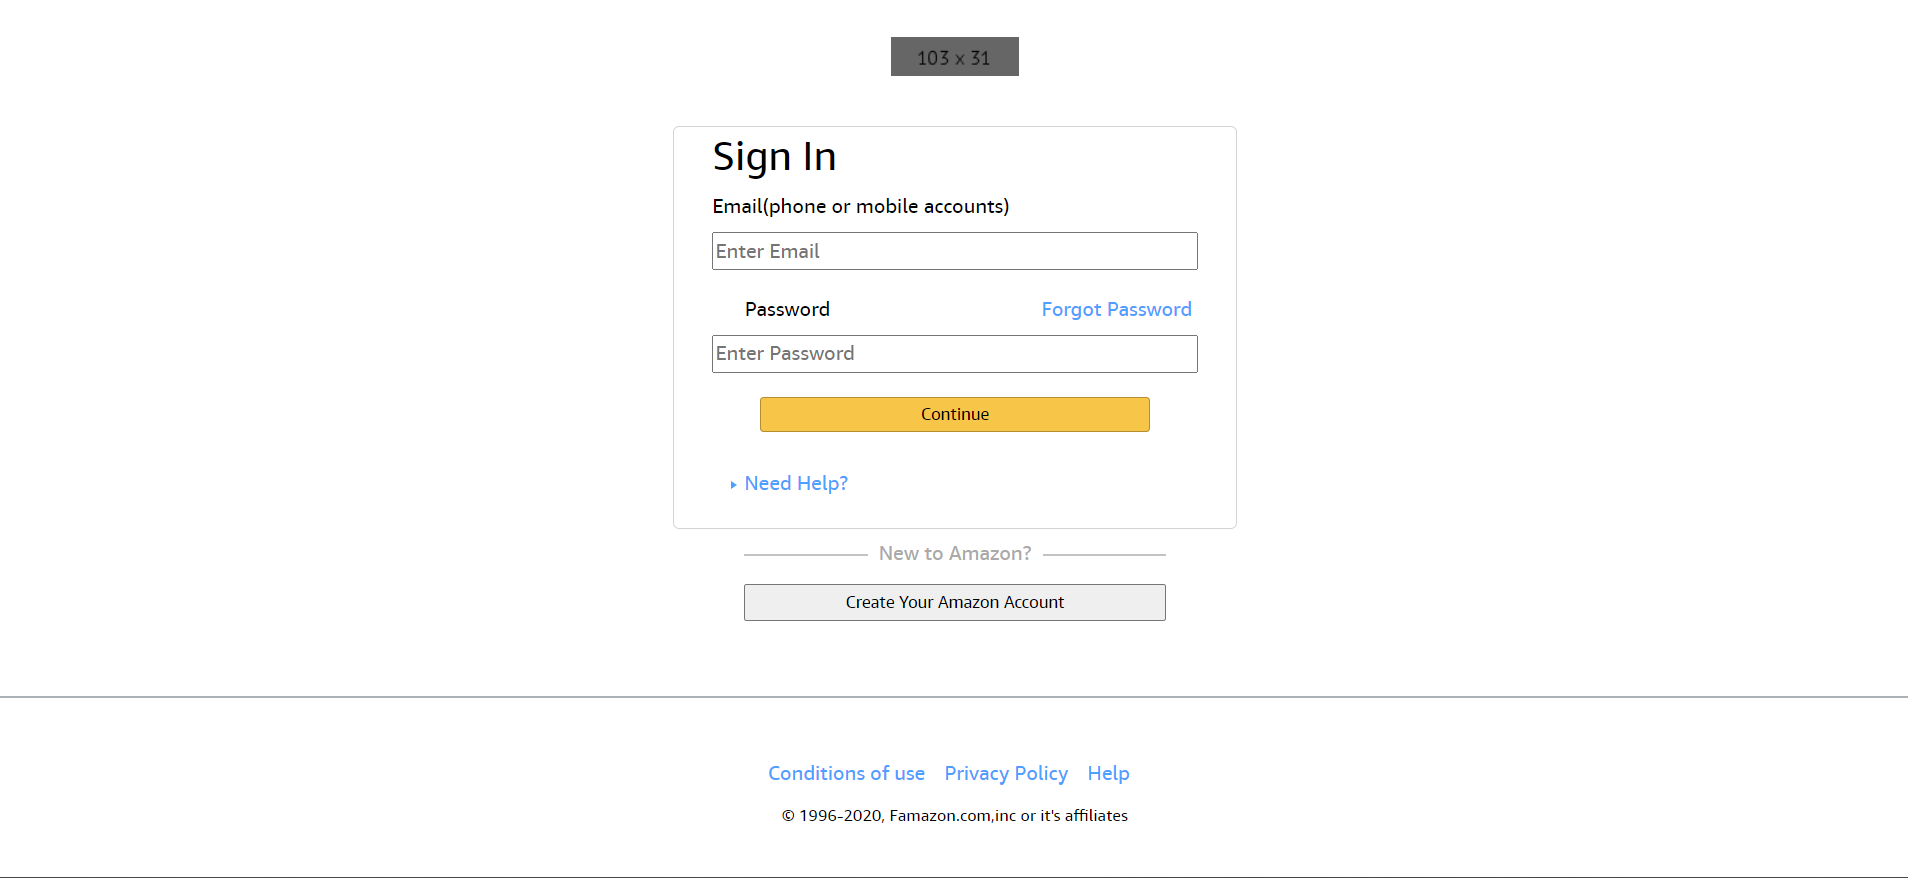 103 x 31
Sign In
Email(phone or mobile accounts)
Enter Email
Password Forgot Password
Enter Password
Continue
Need Help?
New to Amazon?
Create Your Amazon Account
Conditions of use Privacy Policy Help
© 1996-2020, Famazon.com,inc or it's affiliates